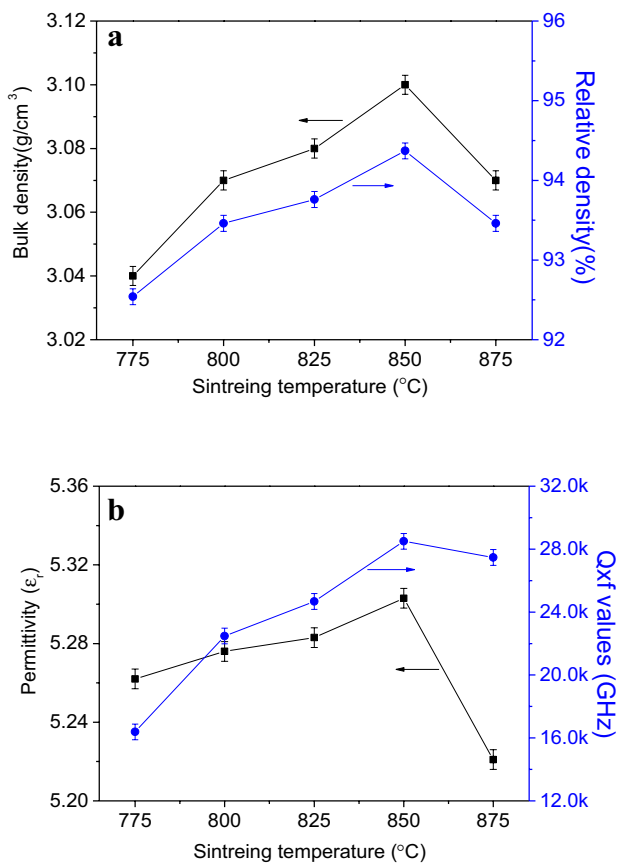 a
3.12
3.10
3.08
3.06
3.04
3.02
Bulk density(g/cm³)
96
95
94
93
92
Relative density(%)
775 800 825 850 875
Sintreing temperature (°C)
b
5.36
5.32
5.28
5.24
5.20
Permittivity (εr)
32.0k
28.0k
24.0k
20.0k
16.0k
12.0k
Qxf values (GHz)
775 800 825 850 875
Sintreing temperature (°C)